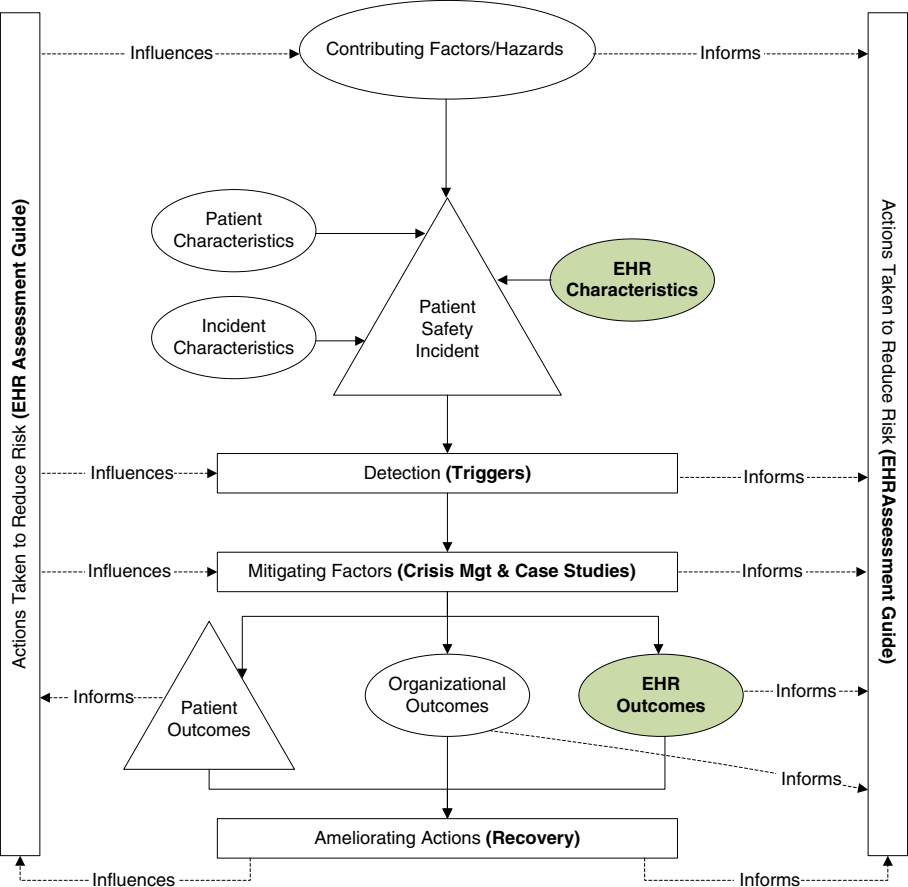 Influences
Contributing Factors/Hazards
Informs
Patient
Characteristics
EHR
Characteristics
Incident
Characteristics
Patient
Safety
Incident
Actions Taken to Reduce Risk (EHR Assessment Guide)
Actions Taken to Reduce Risk (EHRAssessment Guide)
Influences
Detection (Triggers)
Informs
Influences
Mitigating Factors (Crisis Mgt & Case Studies)
Informs
Informs
Patient
Outcomes
Organizational
Outcomes
EHR
Outcomes
Informs
Informs
Ameliorating Actions (Recovery)
Influences
Informs